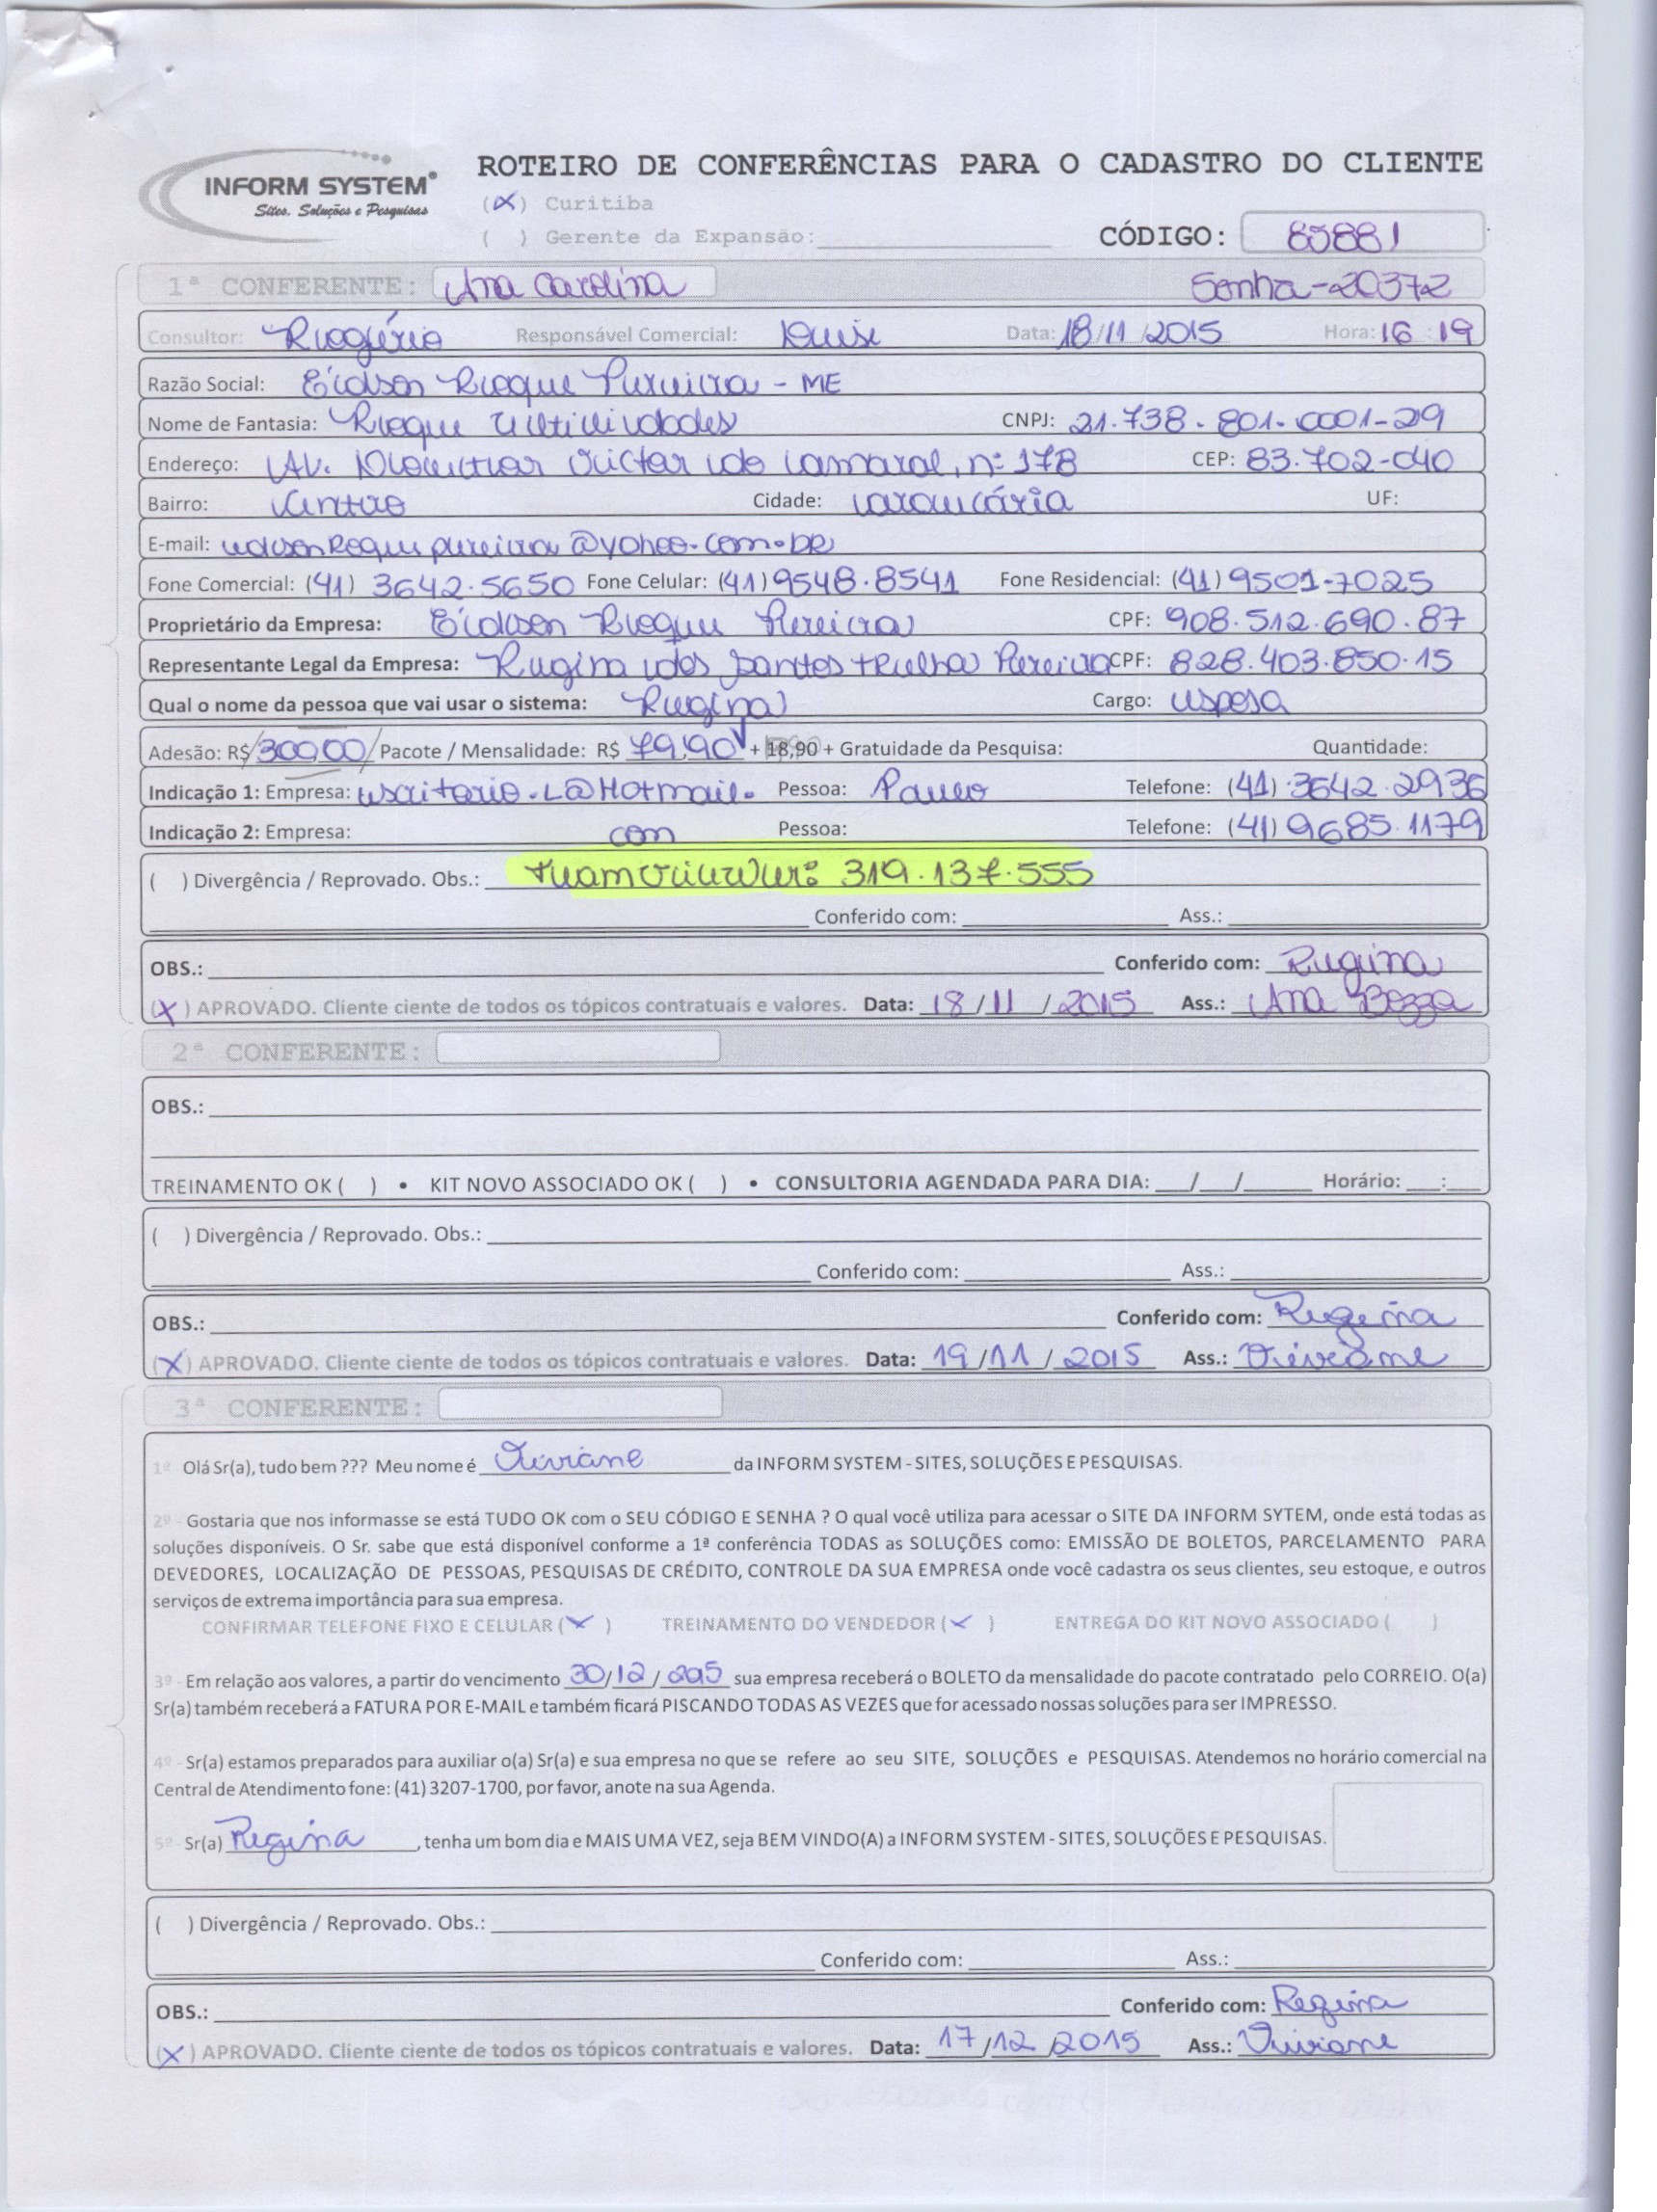 INFORM SYSTEM®
Sites, Soluções e Pesquisas
ROTEIRO DE CONFERÊNCIAS PARA O CADASTRO DO CLIENTE
(X) Curitiba
( ) Gerente da Expansão:
CÓDIGO: 85881
1ª CONFERENTE: Ana Carolina Senha-20372
Consultor: Rogério Responsável Comercial: Data: 18/11/2015 Hora: 16 19
Razão Social: Edson Roque Pereira - ME
Nome de Fantasia: Roque Utilidades CNPJ: 21.738.801.0001-29
Endereço: Av. victor do amaral, nº 178 CEP: 83.702-040
Bairro: Centro Cidade: araucária UF:
E-mail: edsonRoquepereira@yahoo.com.br
Fone Comercial: (41) 3642.5650 Fone Celular: (41) 9548.8541 Fone Residencial: (41) 9501-7025
Proprietário da Empresa: Edson Roque Pereira CPF: 908.512.690.87
Representante Legal da Empresa: Regina dos Santos Pereira CPF: 828.403.850.15
Qual o nome da pessoa que vai usar o sistema: Regina Cargo: esposa
Adesão: R$ 300,00 Pacote / Mensalidade: R$ 79,90 + 18,90 + Gratuidade da Pesquisa: Quantidade:
Indicação 1: Empresa: escritorio.L@Hotmail. Pessoa: Paulo Telefone: (41) 3642.2936
Indicação 2: Empresa: com Pessoa: Telefone: (41) 9685.1179
( ) Divergência / Reprovado. Obs.: teamviewer: 319.137.555
Conferido com: Ass.:
OBS.: Conferido com: Regina
(X) APROVADO. Cliente ciente de todos os tópicos contratuais e valores. Data: 18/11/2015 Ass.: Ana Bozza
2ª CONFERENTE:
OBS.:
TREINAMENTO OK ( ) • KIT NOVO ASSOCIADO OK ( ) • CONSULTORIA AGENDADA PARA DIA: __/__/____ Horário: __:__
( ) Divergência / Reprovado. Obs.:
Conferido com: Ass.:
OBS.: Conferido com: Regina
(X) APROVADO. Cliente ciente de todos os tópicos contratuais e valores. Data: 19/11/2015 Ass.: Viviane
3ª CONFERENTE:
1º Olá Sr(a), tudo bem ??? Meu nome é Viviane da INFORM SYSTEM - SITES, SOLUÇÕES E PESQUISAS.
2º - Gostaria que nos informasse se está TUDO OK com o SEU CÓDIGO E SENHA ? O qual você utiliza para acessar o SITE DA INFORM SYTEM, onde está todas as
soluções disponíveis. O Sr. sabe que está disponível conforme a 1ª conferência TODAS as SOLUÇÕES como: EMISSÃO DE BOLETOS, PARCELAMENTO PARA
DEVEDORES, LOCALIZAÇÃO DE PESSOAS, PESQUISAS DE CRÉDITO, CONTROLE DA SUA EMPRESA onde você cadastra os seus clientes, seu estoque, e outros
serviços de extrema importância para sua empresa.
CONFIRMAR TELEFONE FIXO E CELULAR (✓) TREINAMENTO DO VENDEDOR (✓) ENTREGA DO KIT NOVO ASSOCIADO ( )
3º - Em relação aos valores, a partir do vencimento 30/12/2015 sua empresa receberá o BOLETO da mensalidade do pacote contratado pelo CORREIO. O(a)
Sr(a) também receberá a FATURA POR E-MAIL e também ficará PISCANDO TODAS AS VEZES que for acessado nossas soluções para ser IMPRESSO.
4º - Sr(a) estamos preparados para auxiliar o(a) Sr(a) e sua empresa no que se refere ao seu SITE, SOLUÇÕES e PESQUISAS. Atendemos no horário comercial na
Central de Atendimento fone: (41) 3207-1700, por favor, anote na sua Agenda.
5º - Sr(a) Regina, tenha um bom dia e MAIS UMA VEZ, seja BEM VINDO(A) a INFORM SYSTEM - SITES, SOLUÇÕES E PESQUISAS.
( ) Divergência / Reprovado. Obs.:
Conferido com: Ass.:
OBS.: Conferido com: Regina
(X) APROVADO. Cliente ciente de todos os tópicos contratuais e valores. Data: 17/12/2015 Ass.: Viviane